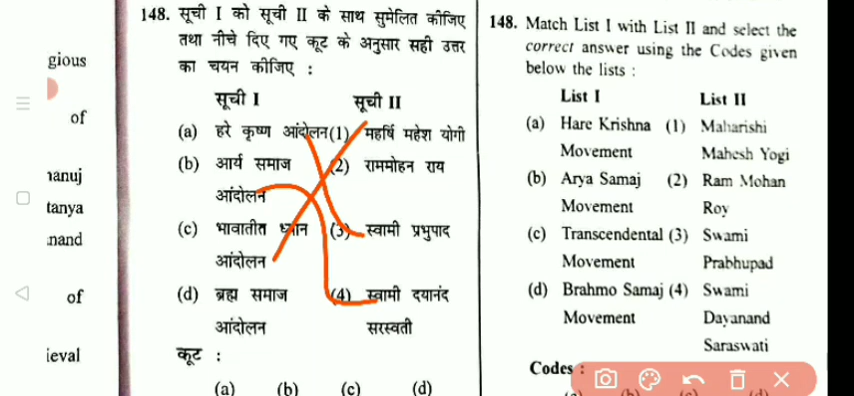 gious
of
nanuj
tanya
nand
of
ieval
148. सूची I को सूची II के साथ सुमेलित कीजिए
तथा नीचे दिए गए कूट के अनुसार सही उत्तर
का चयन कीजिए :
सूची I सूची II
(a) हरे कृष्ण आंदोलन (1) महर्षि महेश योगी
(b) आर्य समाज (2) राममोहन राय
आंदोलन
(c) भावातीत ध्यान (3) स्वामी प्रभुपाद
आंदोलन
(d) ब्रह्म समाज (4) स्वामी दयानंद
आंदोलन सरस्वती
कूट :
(a) (b) (c) (d)
148. Match List I with List II and select the
correct answer using the Codes given
below the lists :
List I List II
(a) Hare Krishna (1) Maharishi
Movement Mahesh Yogi
(b) Arya Samaj (2) Ram Mohan
Movement Roy
(c) Transcendental (3) Swami
Movement Prabhupad
(d) Brahmo Samaj (4) Swami
Movement Dayanand
Saraswati
Codes :